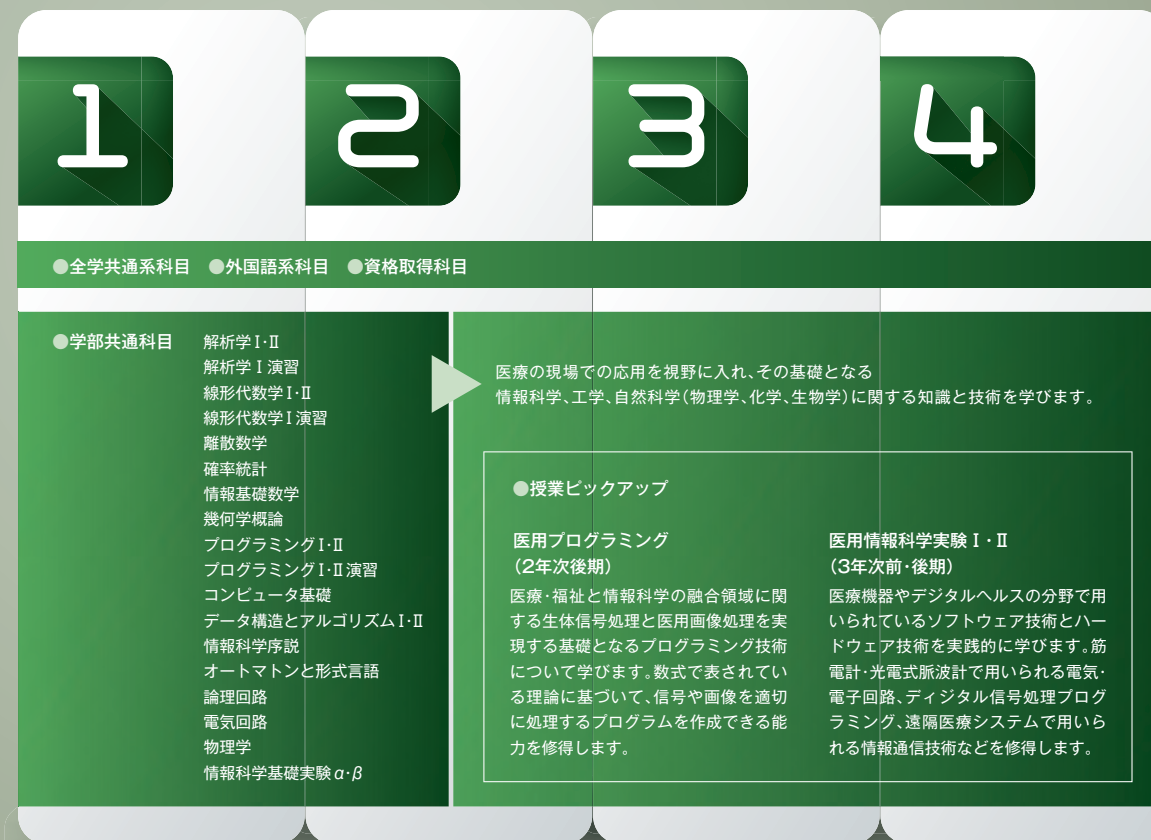 1 2 3 4
●全学共通系科目 ●外国語系科目 ●資格取得科目
●学部共通科目
解析学Ⅰ・Ⅱ
解析学Ⅰ演習
線形代数学Ⅰ・Ⅱ
線形代数学Ⅰ演習
離散数学
確率統計
情報基礎数学
幾何学概論
プログラミングⅠ・Ⅱ
プログラミングⅠ・Ⅱ演習
コンピュータ基礎
データ構造とアルゴリズムⅠ・Ⅱ
情報科学序説
オートマトンと形式言語
論理回路
電気回路
物理学
情報科学基礎実験α・β
医療の現場での応用を視野に入れ、その基礎となる
情報科学、工学、自然科学（物理学、化学、生物学）に関する知識と技術を学びます。
●授業ピックアップ
医用プログラミング
（2年次後期）
医療・福祉と情報科学の融合領域に関
する生体信号処理と医用画像処理を実
現する基礎となるプログラミング技術
について学びます。数式で表されてい
る理論に基づいて、信号や画像を適切
に処理するプログラムを作成できる能
力を修得します。
医用情報科学実験Ⅰ・Ⅱ
（3年次前・後期）
医療機器やデジタルヘルスの分野で用
いられているソフトウェア技術とハー
ドウェア技術を実践的に学びます。筋
電計・光電式脈波計で用いられる電気・
電子回路、ディジタル信号処理プログ
ラミング、遠隔医療システムで用いら
れる情報通信技術などを修得します。